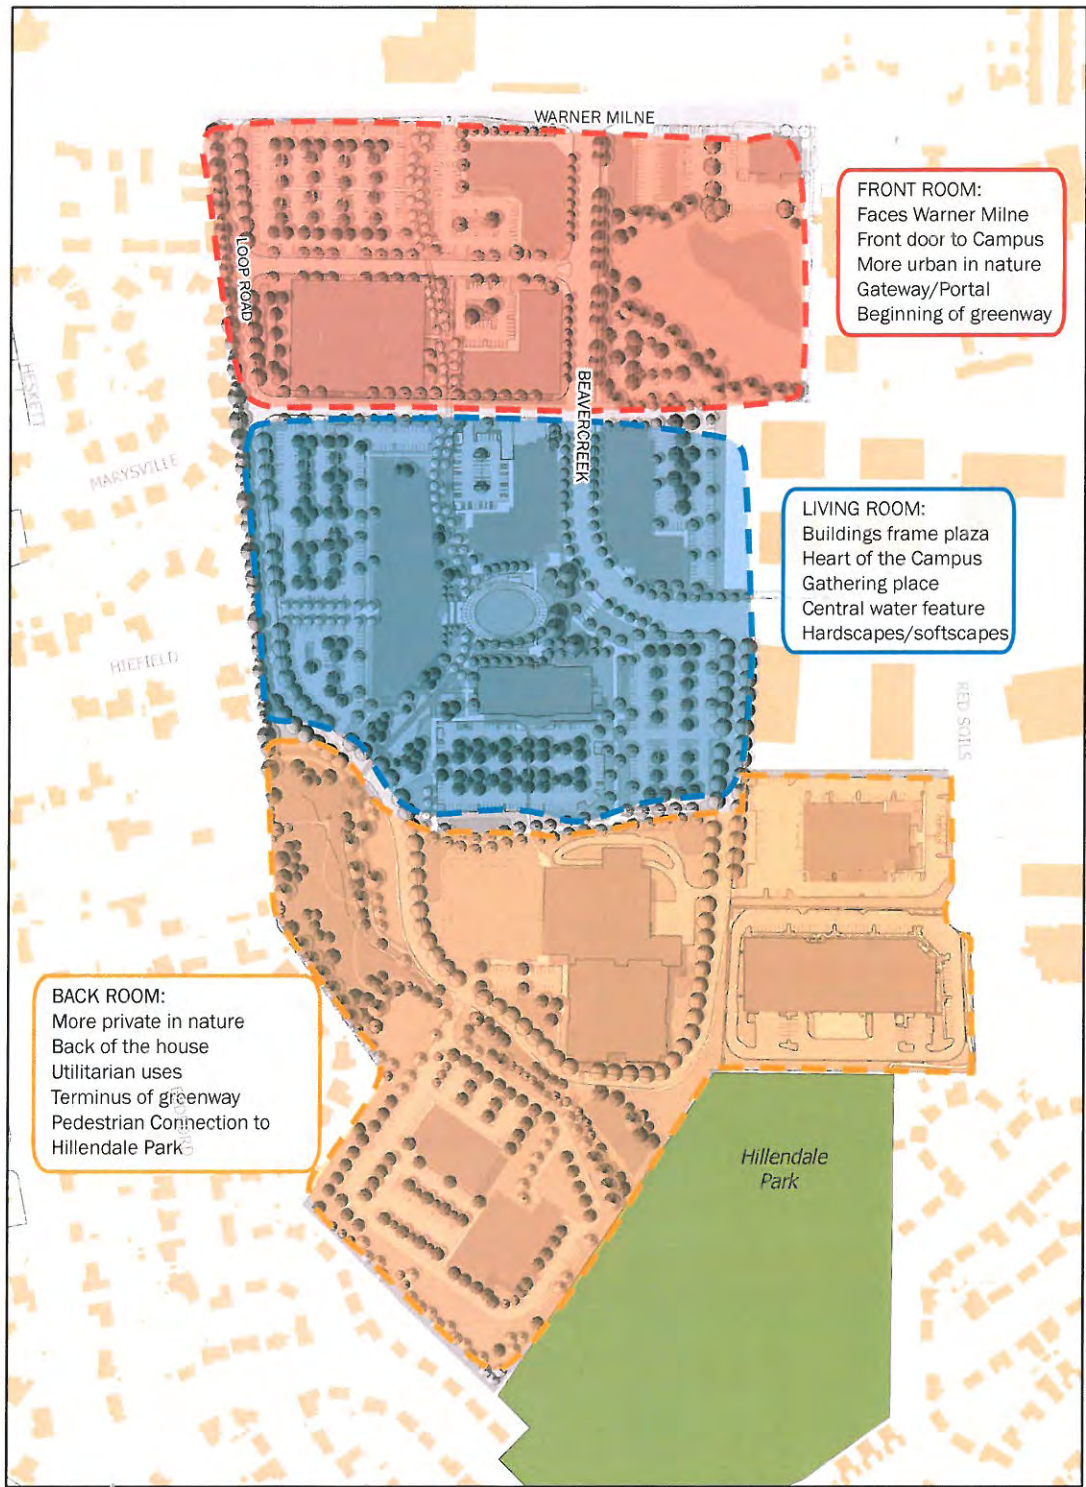 WARNER MILNE
FRONT ROOM:
Faces Warner Milne
Front door to Campus
More urban in nature
Gateway/Portal
Beginning of greenway
LOOP ROAD
BEAVERCREEK
HESKETT
MARYSVILLE
LIVING ROOM:
Buildings frame plaza
Heart of the Campus
Gathering place
Central water feature
Hardscapes/softscapes
HIEFIELD
RED SOILS
BACK ROOM:
More private in nature
Back of the house
Utilitarian uses
Terminus of greenway
Pedestrian Connection to
Hillendale Park
Hillendale
Park